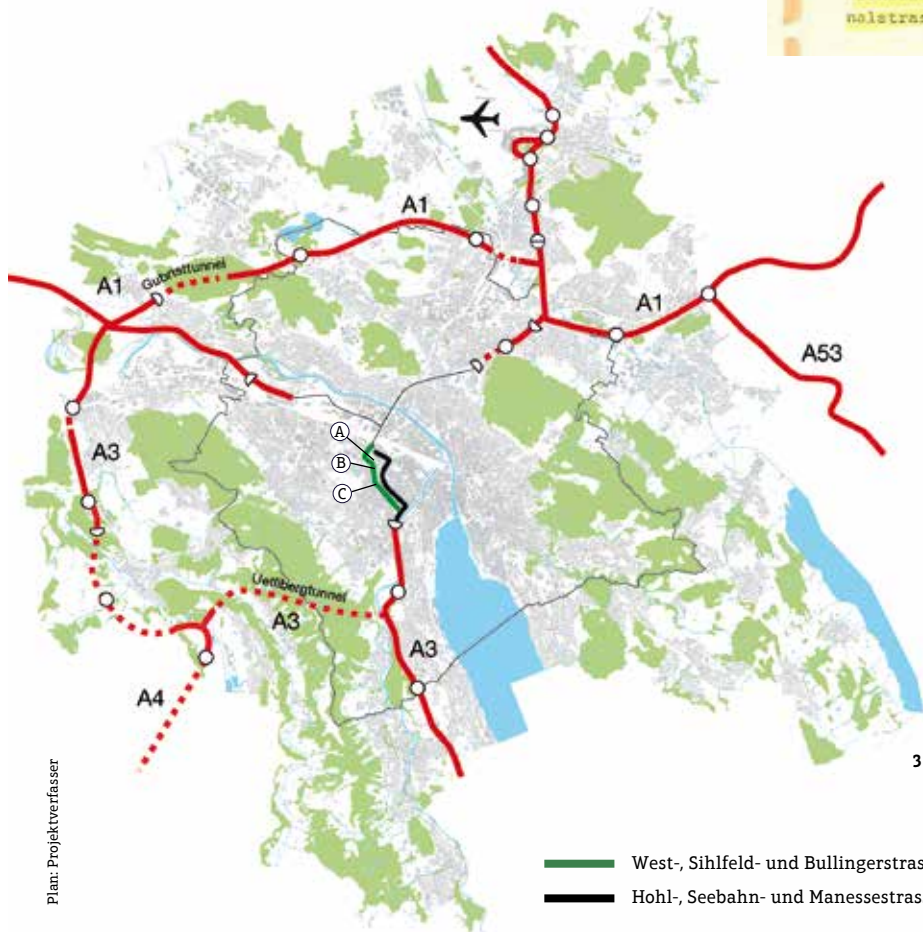 nalstras
A1
A1
Gubristtunnel
A1
A53
A3
A
B
C
Uetlibergtunnel
A3
A3
A4
3
Plan: Projektverfasser
West-, Sihlfeld- und Bullingerstras
Hohl-, Seebahn- und Manessestras